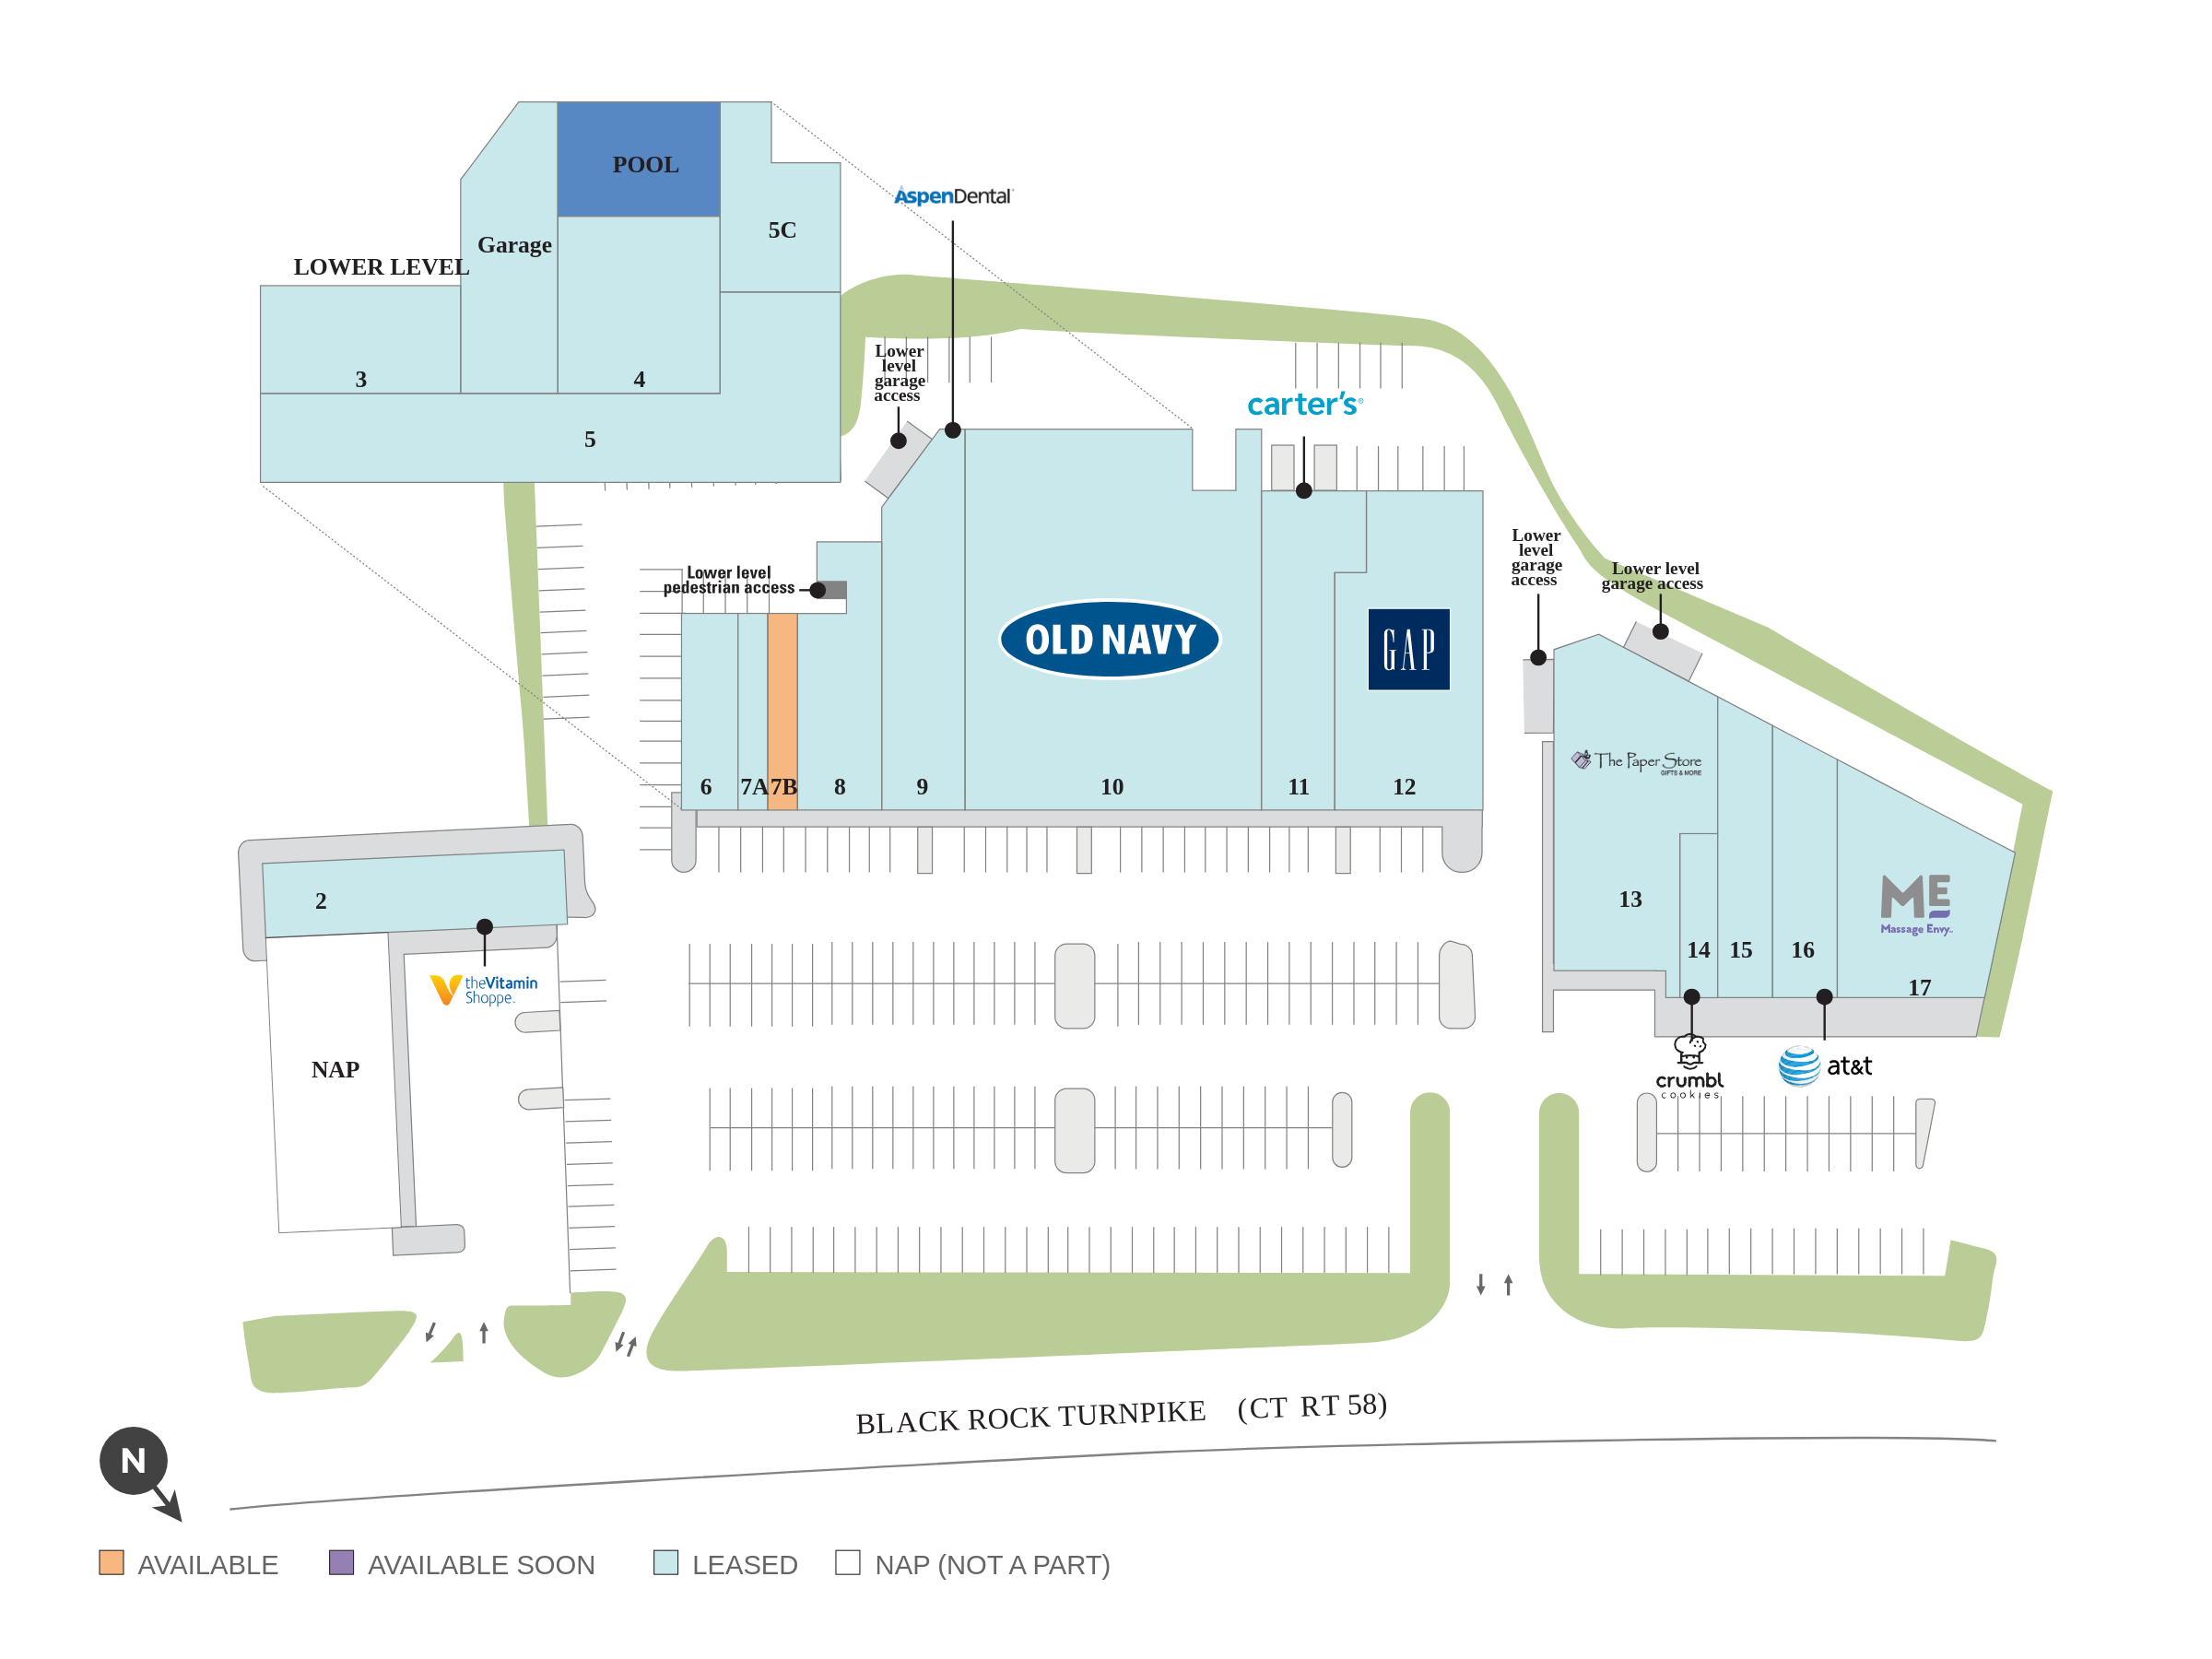 POOL
AspenDental
5C
Garage
LOWER LEVEL
Lower
level
garage
access
3
4
carter's®
5
Lower
level
garage
access
Lower level
garage access
Lower level
pedestrian access
OLD NAVY
GAP
The Paper Store
GIFTS & MORE
6
7A
7B
8
9
10
11
12
2
13
ME
Massage Envy
14
15
16
17
theVitamin
Shoppe
NAP
crumbl
cookies
at&t
BLACK ROCK TURNPIKE (CT RT 58)
N
AVAILABLE
AVAILABLE SOON
LEASED
NAP (NOT A PART)